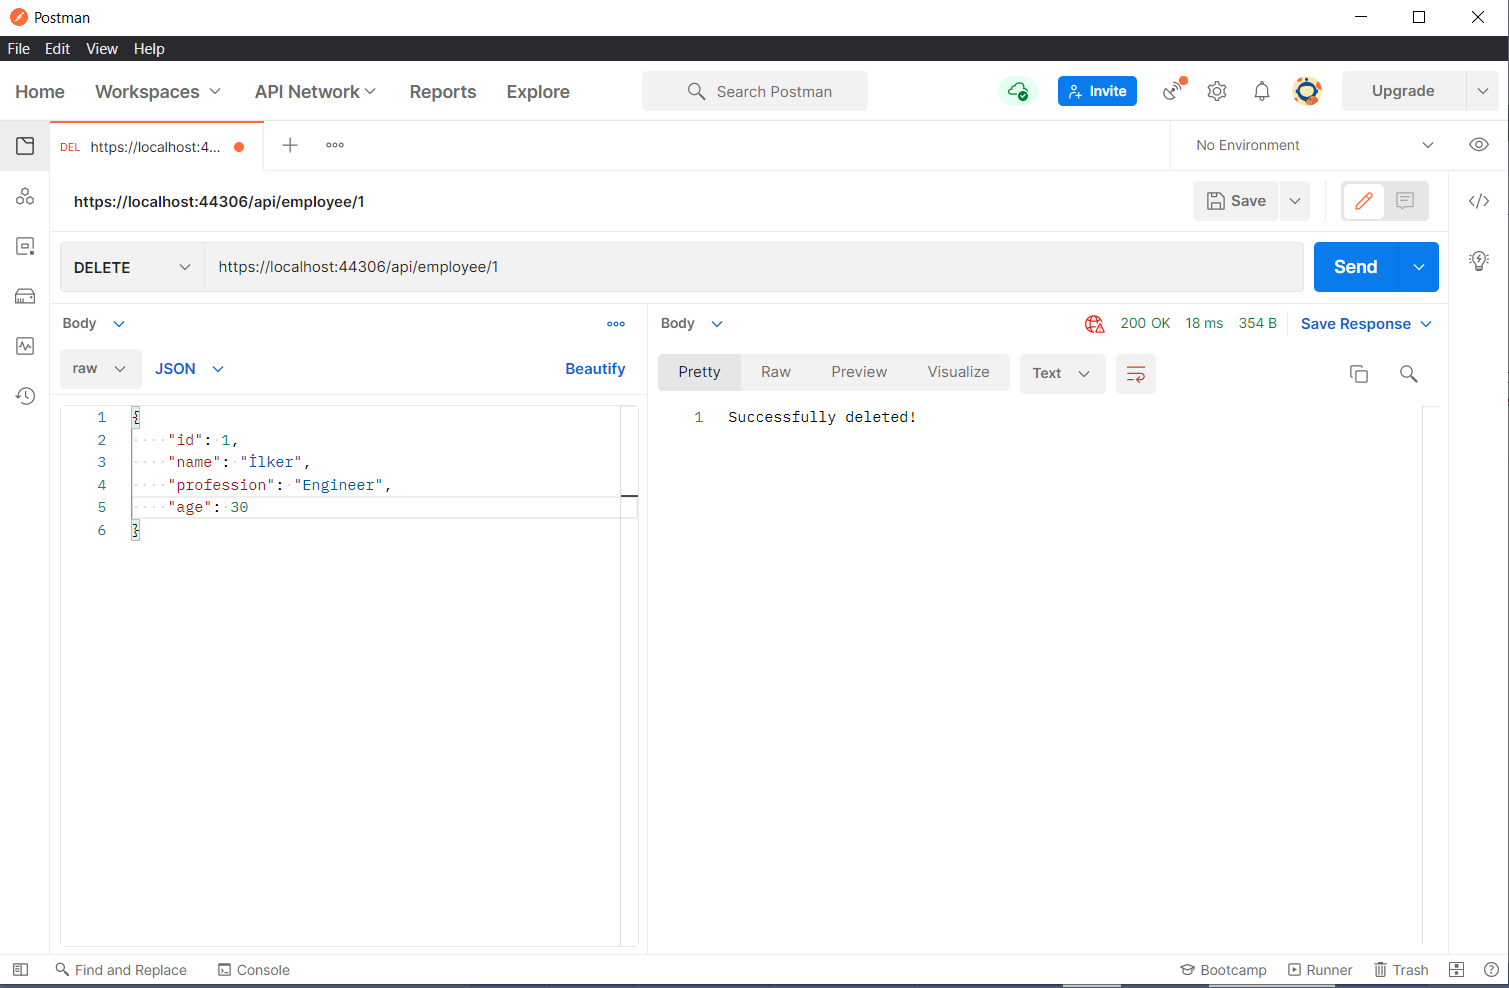 Postman
File Edit View Help
Home Workspaces API Network Reports Explore Search Postman Invite Upgrade
DEL https://localhost:4... No Environment
https://localhost:44306/api/employee/1 Save
DELETE https://localhost:44306/api/employee/1 Send
Body
raw JSON Beautify
1 {
2 "id": 1,
3 "name": "İlker",
4 "profession": "Engineer",
5 "age": 30
6 }
Body 200 OK 18 ms 354 B Save Response
Pretty Raw Preview Visualize Text
1 Successfully deleted!
Find and Replace Console Bootcamp Runner Trash